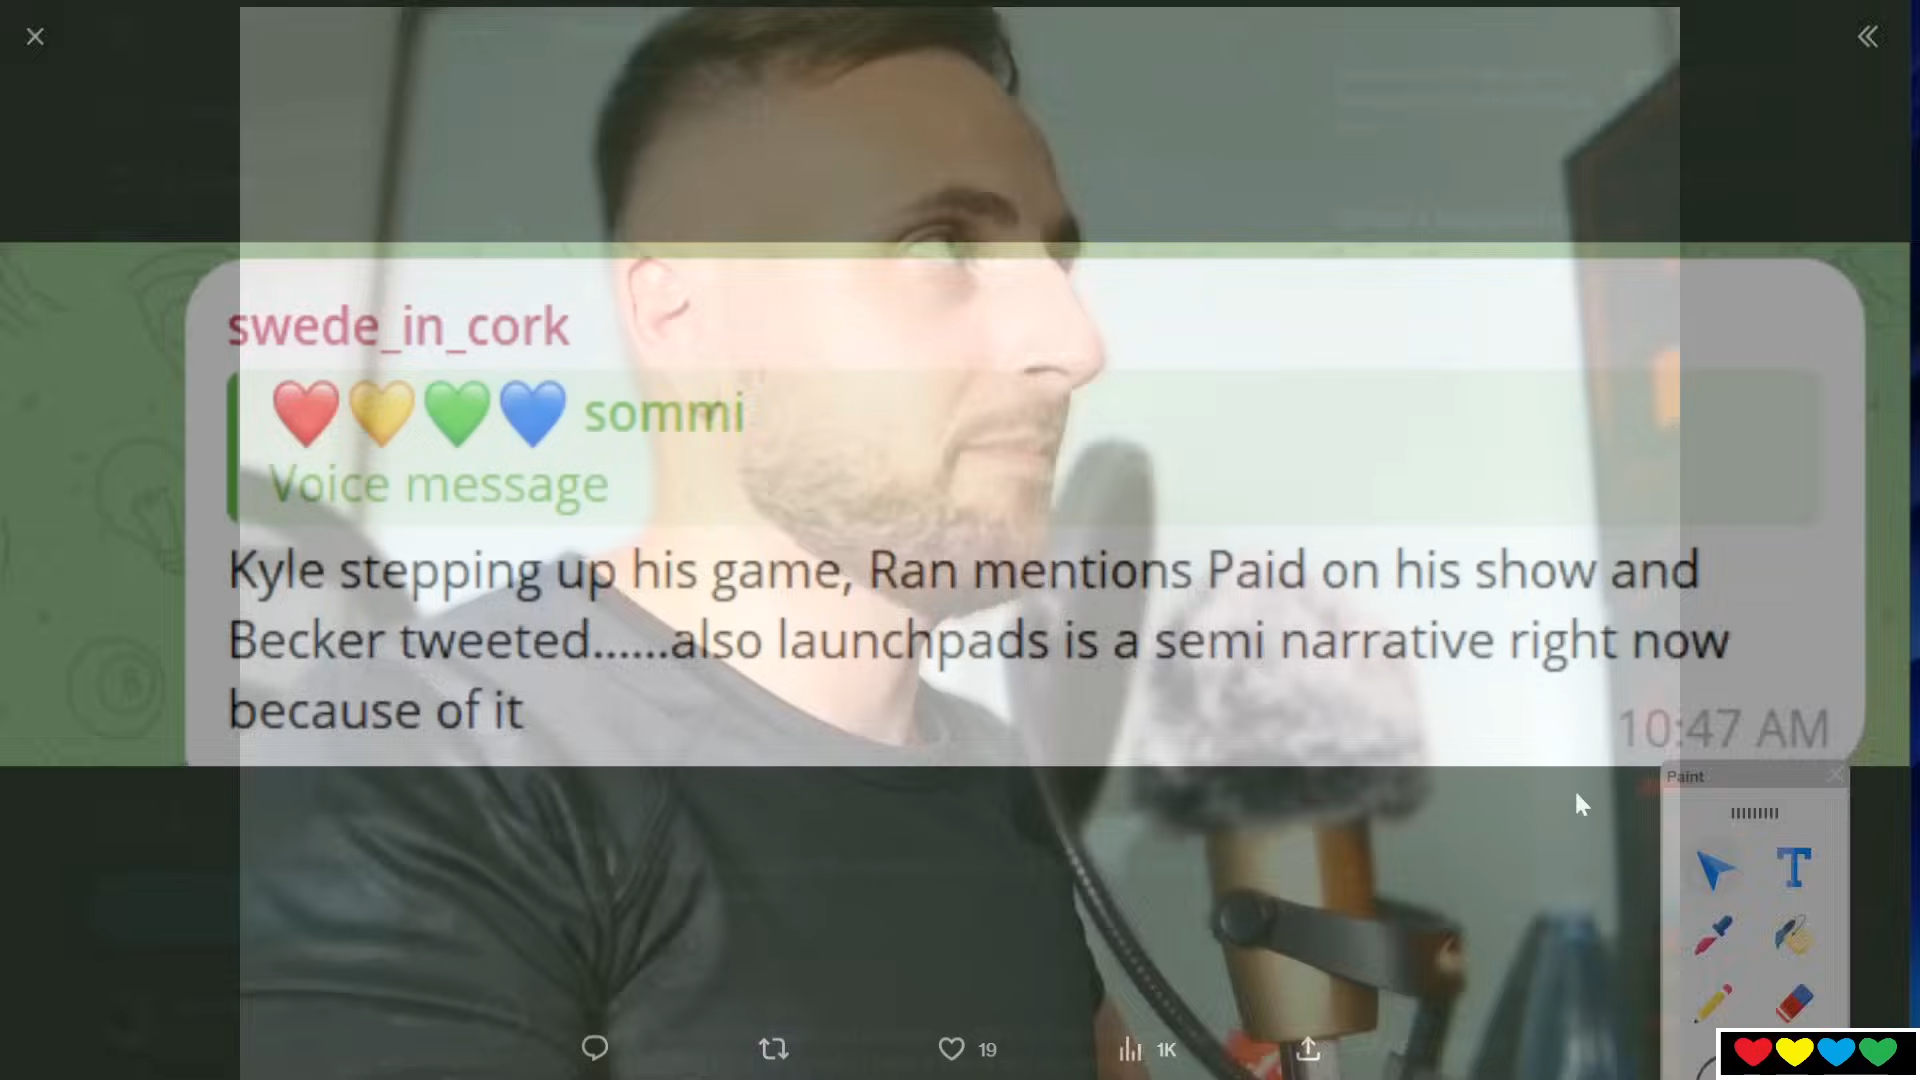 swede_in_cork
❤️💛💚💙 sommi
Voice message
Kyle stepping up his game, Ran mentions Paid on his show and
Becker tweeted......also launchpads is a semi narrative right now
because of it
10:47 AM
Paint
T
19
1K